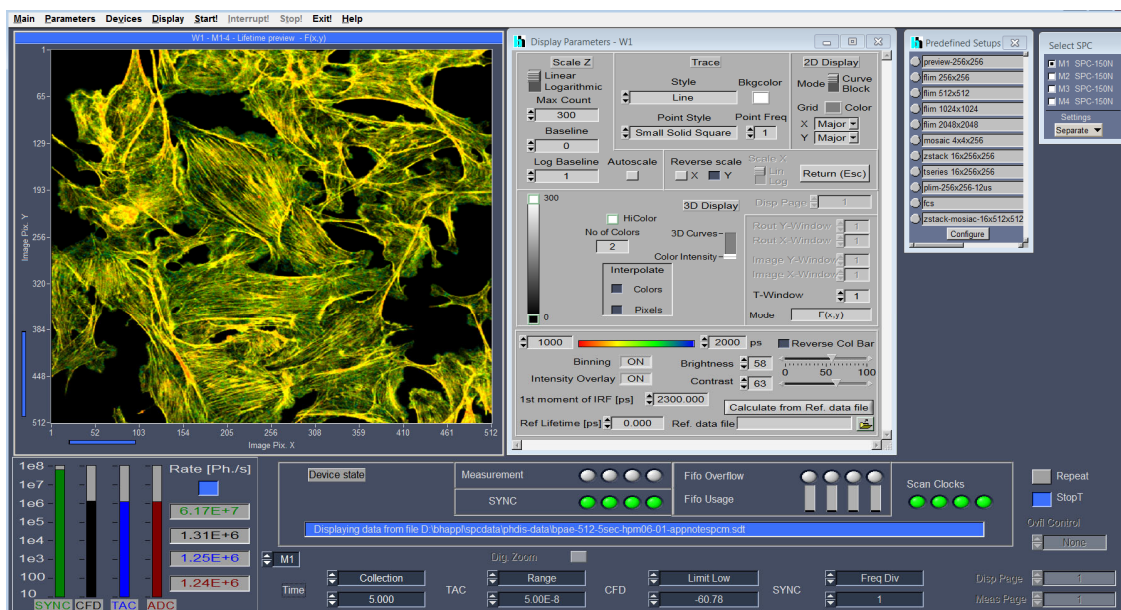 Main Parameters Devices Display Start! Interrupt! Stop! Exit! Help
W1 - M1-4 - Lifetime preview - F(x,y)
1
65
129
193
256
320
384
448
512
Image Pix. Y
1 52 103 154 205 256 308 359 410 461 512
Image Pix. X
Display Parameters - W1
Scale Z
Linear
Logarithmic
Max Count
300
Baseline
0
Log Baseline
1
Autoscale
Trace
Style
Line
Bkgcolor
Point Style
Small Solid Square
Point Freq
1
2D Display
Mode
Curve
Block
Grid
Color
X Major
Y Major
Reverse scale
X Y
Scale X
Lin
Log
Return (Esc)
300
0
HiColor
No of Colors
2
Interpolate
Colors
Pixels
3D Display
3D Curves
Color Intensity
Disp Page 1
Rout Y-Window 1
Rout X-Window 1
Image Y-Window 1
Image X-Window 1
T-Window 1
Mode F(x,y)
1000 2000 ps Reverse Col Bar
Binning ON Brightness 58
0 50 100
Intensity Overlay ON Contrast 63
1st moment of IRF [ps] 2300.000
Calculate from Ref. data file
Ref Lifetime [ps] 0.000 Ref. data file
Predefined Setups
preview-256x256
flim 256x256
flim 512x512
flim 1024x1024
flim 2048x2048
mosaic 4x4x256
zstack 16x256x256
tseries 16x256x256
plim-256x256-12us
fcs
zstack-mosiac-16x512x512
Configure
Select SPC
M1 SPC-150N
M2 SPC-150N
M3 SPC-150N
M4 SPC-150N
Settings
Separate
1e8
1e7
1e6
1e5
1e4
1e3
100
10
SYNC CFD TAC ADC
Rate [Ph./s]
6.17E+7
1.31E+6
1.25E+6
1.24E+6
Device state
Measurement
SYNC
Fifo Overflow
Fifo Usage
Scan Clocks
Displaying data from file D:\bhappl\spcdata\phdis-data\bpae-512-5sec-hpm06-01-appnotespcm.sdt
Repeat
StopT
Ovfl Control
None
M1
Dig. Zoom
Time
Collection
5.000
TAC
Range
5.00E-8
CFD
Limit Low
-60.78
SYNC
Freq Div
1
Disp Page 1
Meas Page 1